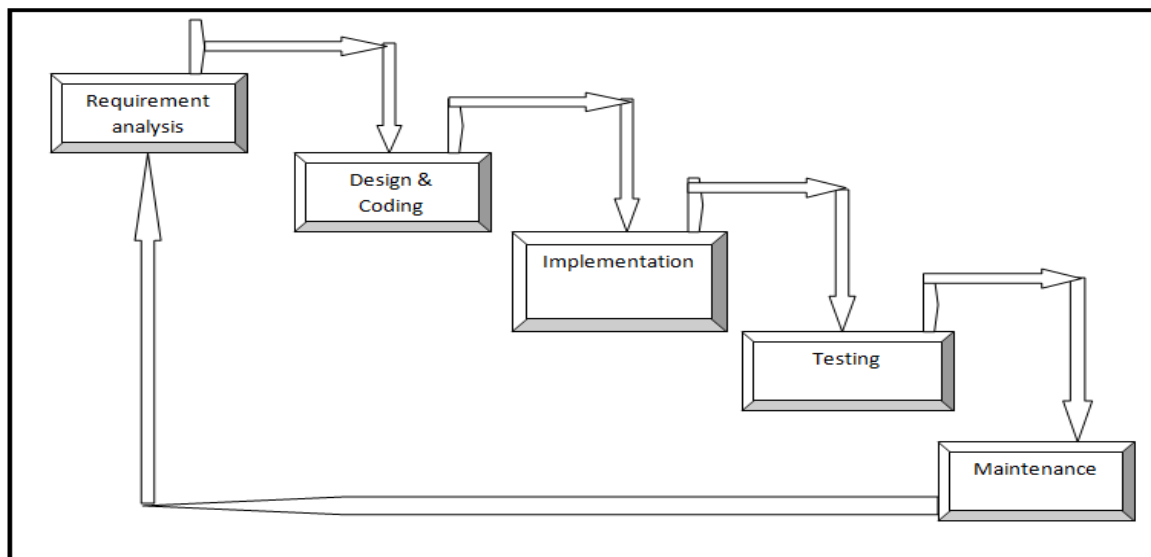 Requirement
analysis
Design &
Coding
Implementation
Testing
Maintenance